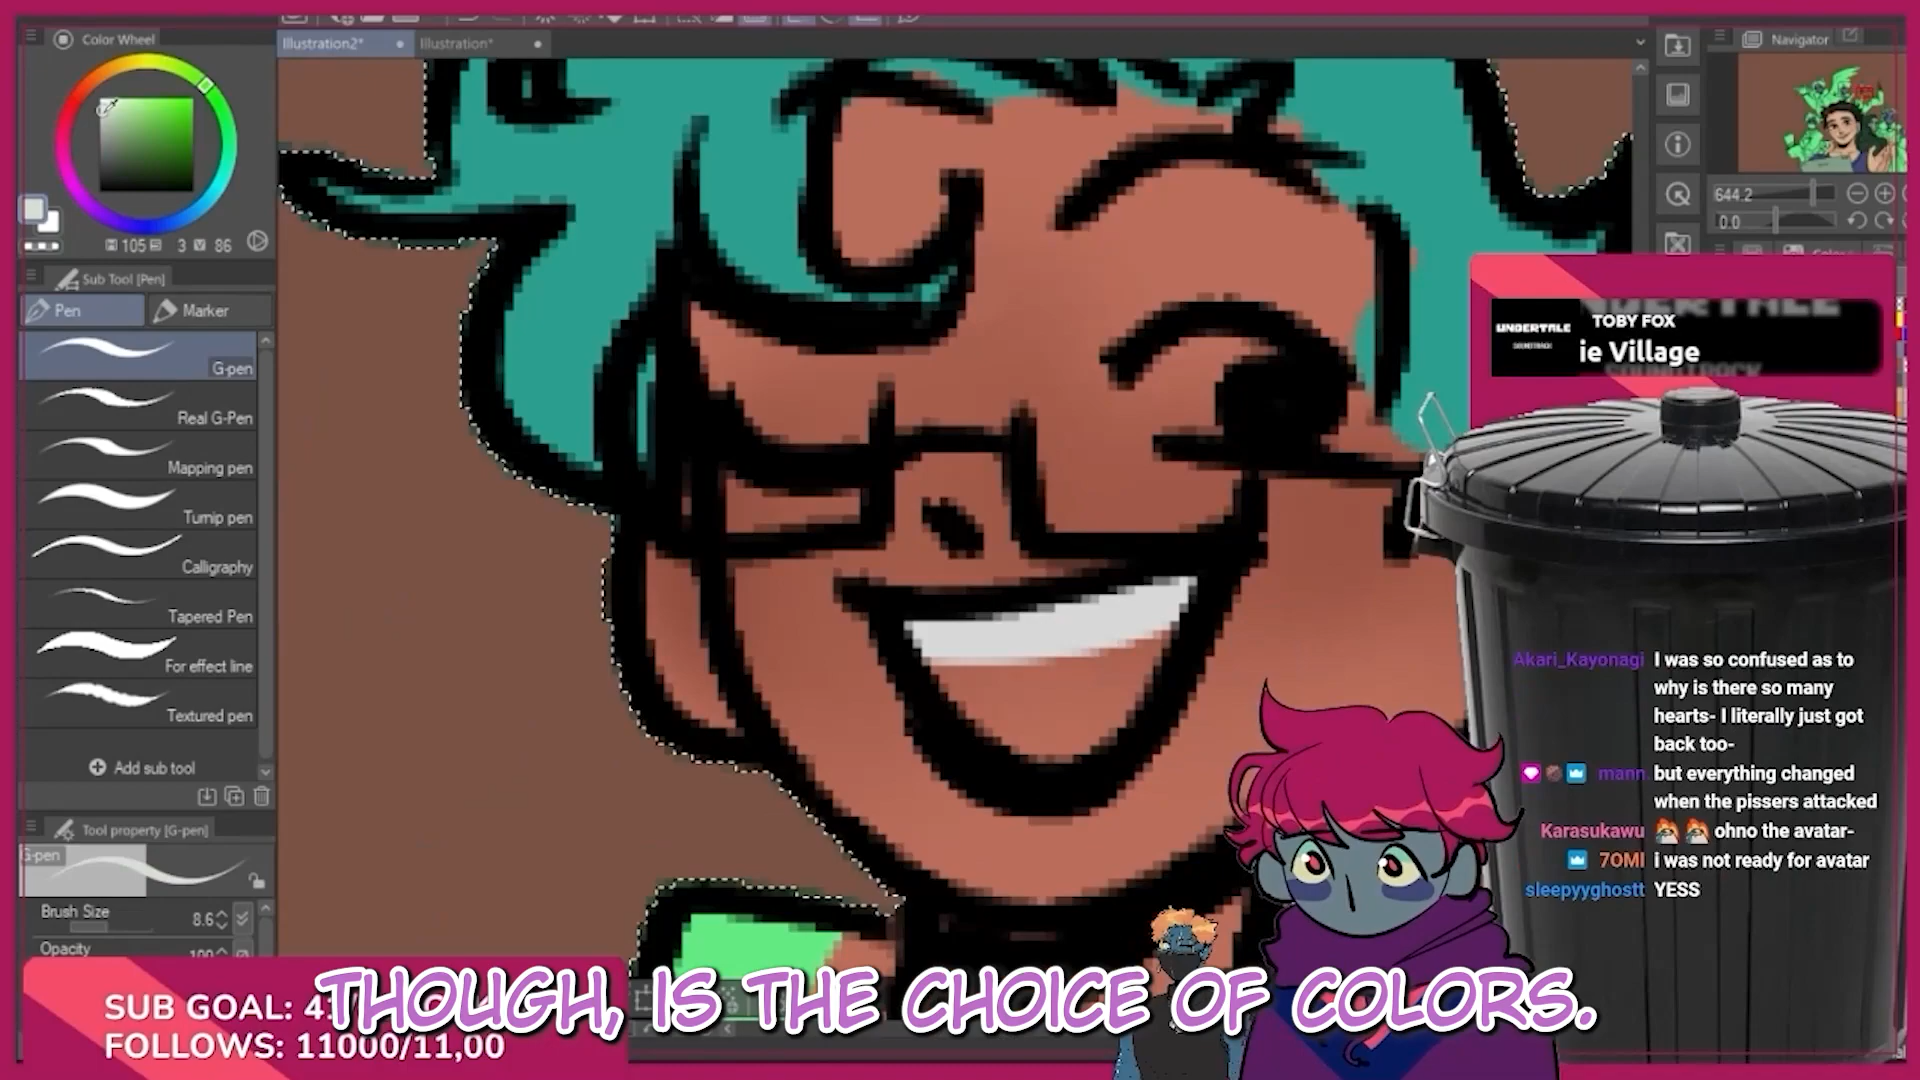 Color Wheel
Illustration2*
Illustration*
Navigator
644.2
0.0
H 105 S 3 V 86
Sub Tool [Pen]
Pen
Marker
G-pen
Real G-Pen
Mapping pen
Turnip pen
Calligraphy
Tapered Pen
For effect line
Textured pen
Add sub tool
Tool property [G-pen]
G-pen
Brush Size
8.6
Opacity
100
UNDERTALE
SOUNDTRACK
TOBY FOX
ie Village
SOUNDTRACK
Akari_Kayonagi I was so confused as to
why is there so many
hearts- I literally just got
back too-
mann but everything changed
when the pissers attacked
Karasukawu ohno the avatar-
7OMI i was not ready for avatar
sleepyyghostt YESS
SUB GOAL: 4
FOLLOWS: 11000/11,00
THOUGH, IS THE CHOICE OF COLORS.